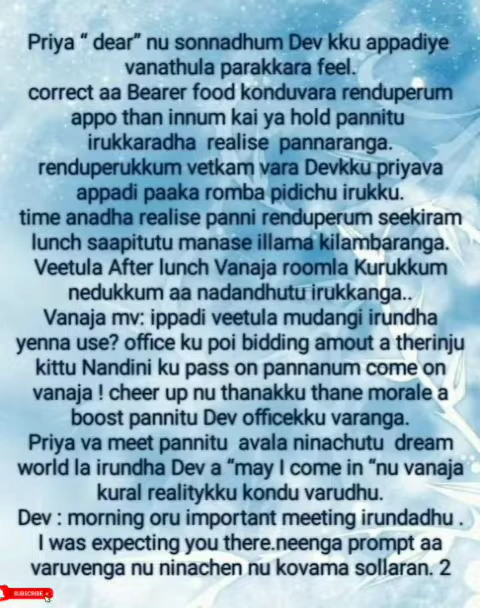 Priya “ dear” nu sonnadhum Dev kku appadiye
vanathula parakkara feel.
correct aa Bearer food konduvara renduperum
appo than innum kai ya hold pannitu
irukkaradha realise pannaranga.
renduperukkum vetkam vara Devkku priyava
appadi paaka romba pidichu irukku.
time anadha realise panni renduperum seekiram
lunch saapitutu manase illama kilambaranga.
Veetula After lunch Vanaja roomla Kurukkum
nedukkum aa nadandhutu irukkanga..
Vanaja mv: ippadi veetula mudangi irundha
yenna use? office ku poi bidding amout a therinju
kittu Nandini ku pass on pannanum come on
vanaja ! cheer up nu thanakku thane morale a
boost pannitu Dev officekku varanga.
Priya va meet pannitu avala ninachutu dream
world la irundha Dev a “may I come in “nu vanaja
kural realitykku kondu varudhu.
Dev : morning oru important meeting irundadhu .
I was expecting you there.neenga prompt aa
varuvenga nu ninachen nu kovama sollaran. 2
SUBSCRIBE